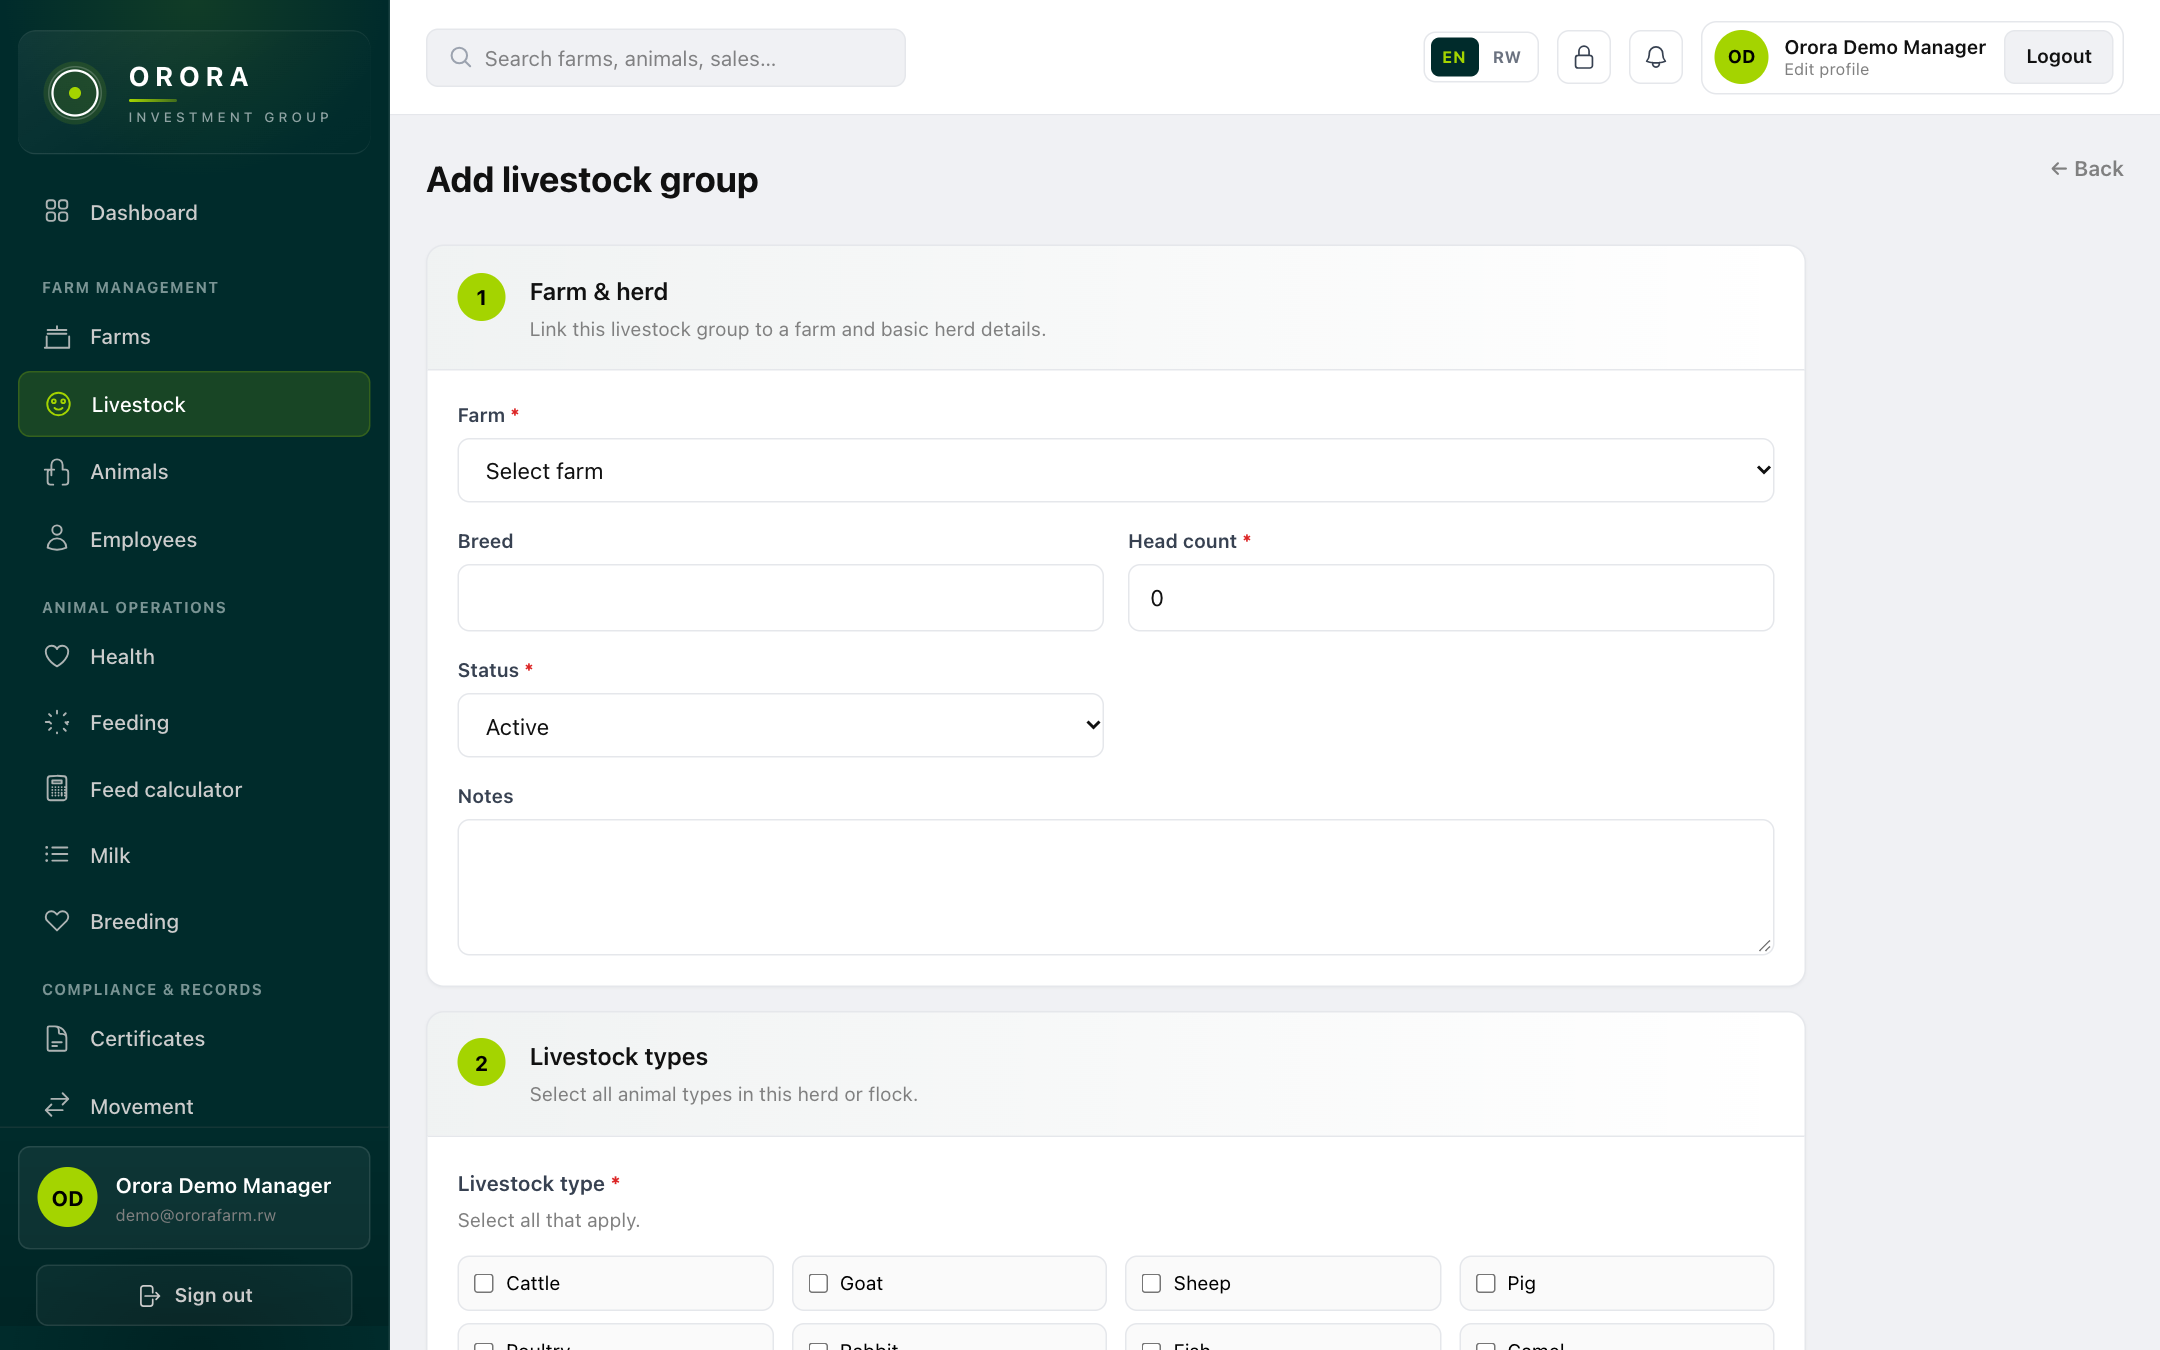 ORORA
INVESTMENT GROUP
Dashboard
FARM MANAGEMENT
Farms
Livestock
Animals
Employees
ANIMAL OPERATIONS
Health
Feeding
Feed calculator
Milk
Breeding
COMPLIANCE & RECORDS
Certificates
Movement
OD
Orora Demo Manager
demo@ororafarm.rw
Sign out
Search farms, animals, sales...
EN RW
OD
Orora Demo Manager
Edit profile
Logout
Add livestock group
← Back
1
Farm & herd
Link this livestock group to a farm and basic herd details.
Farm *
Select farm
Breed
Head count *
0
Status *
Active
Notes
2
Livestock types
Select all animal types in this herd or flock.
Livestock type *
Select all that apply.
Cattle
Goat
Sheep
Pig
Poultry
Rabbit
Fish
Camel